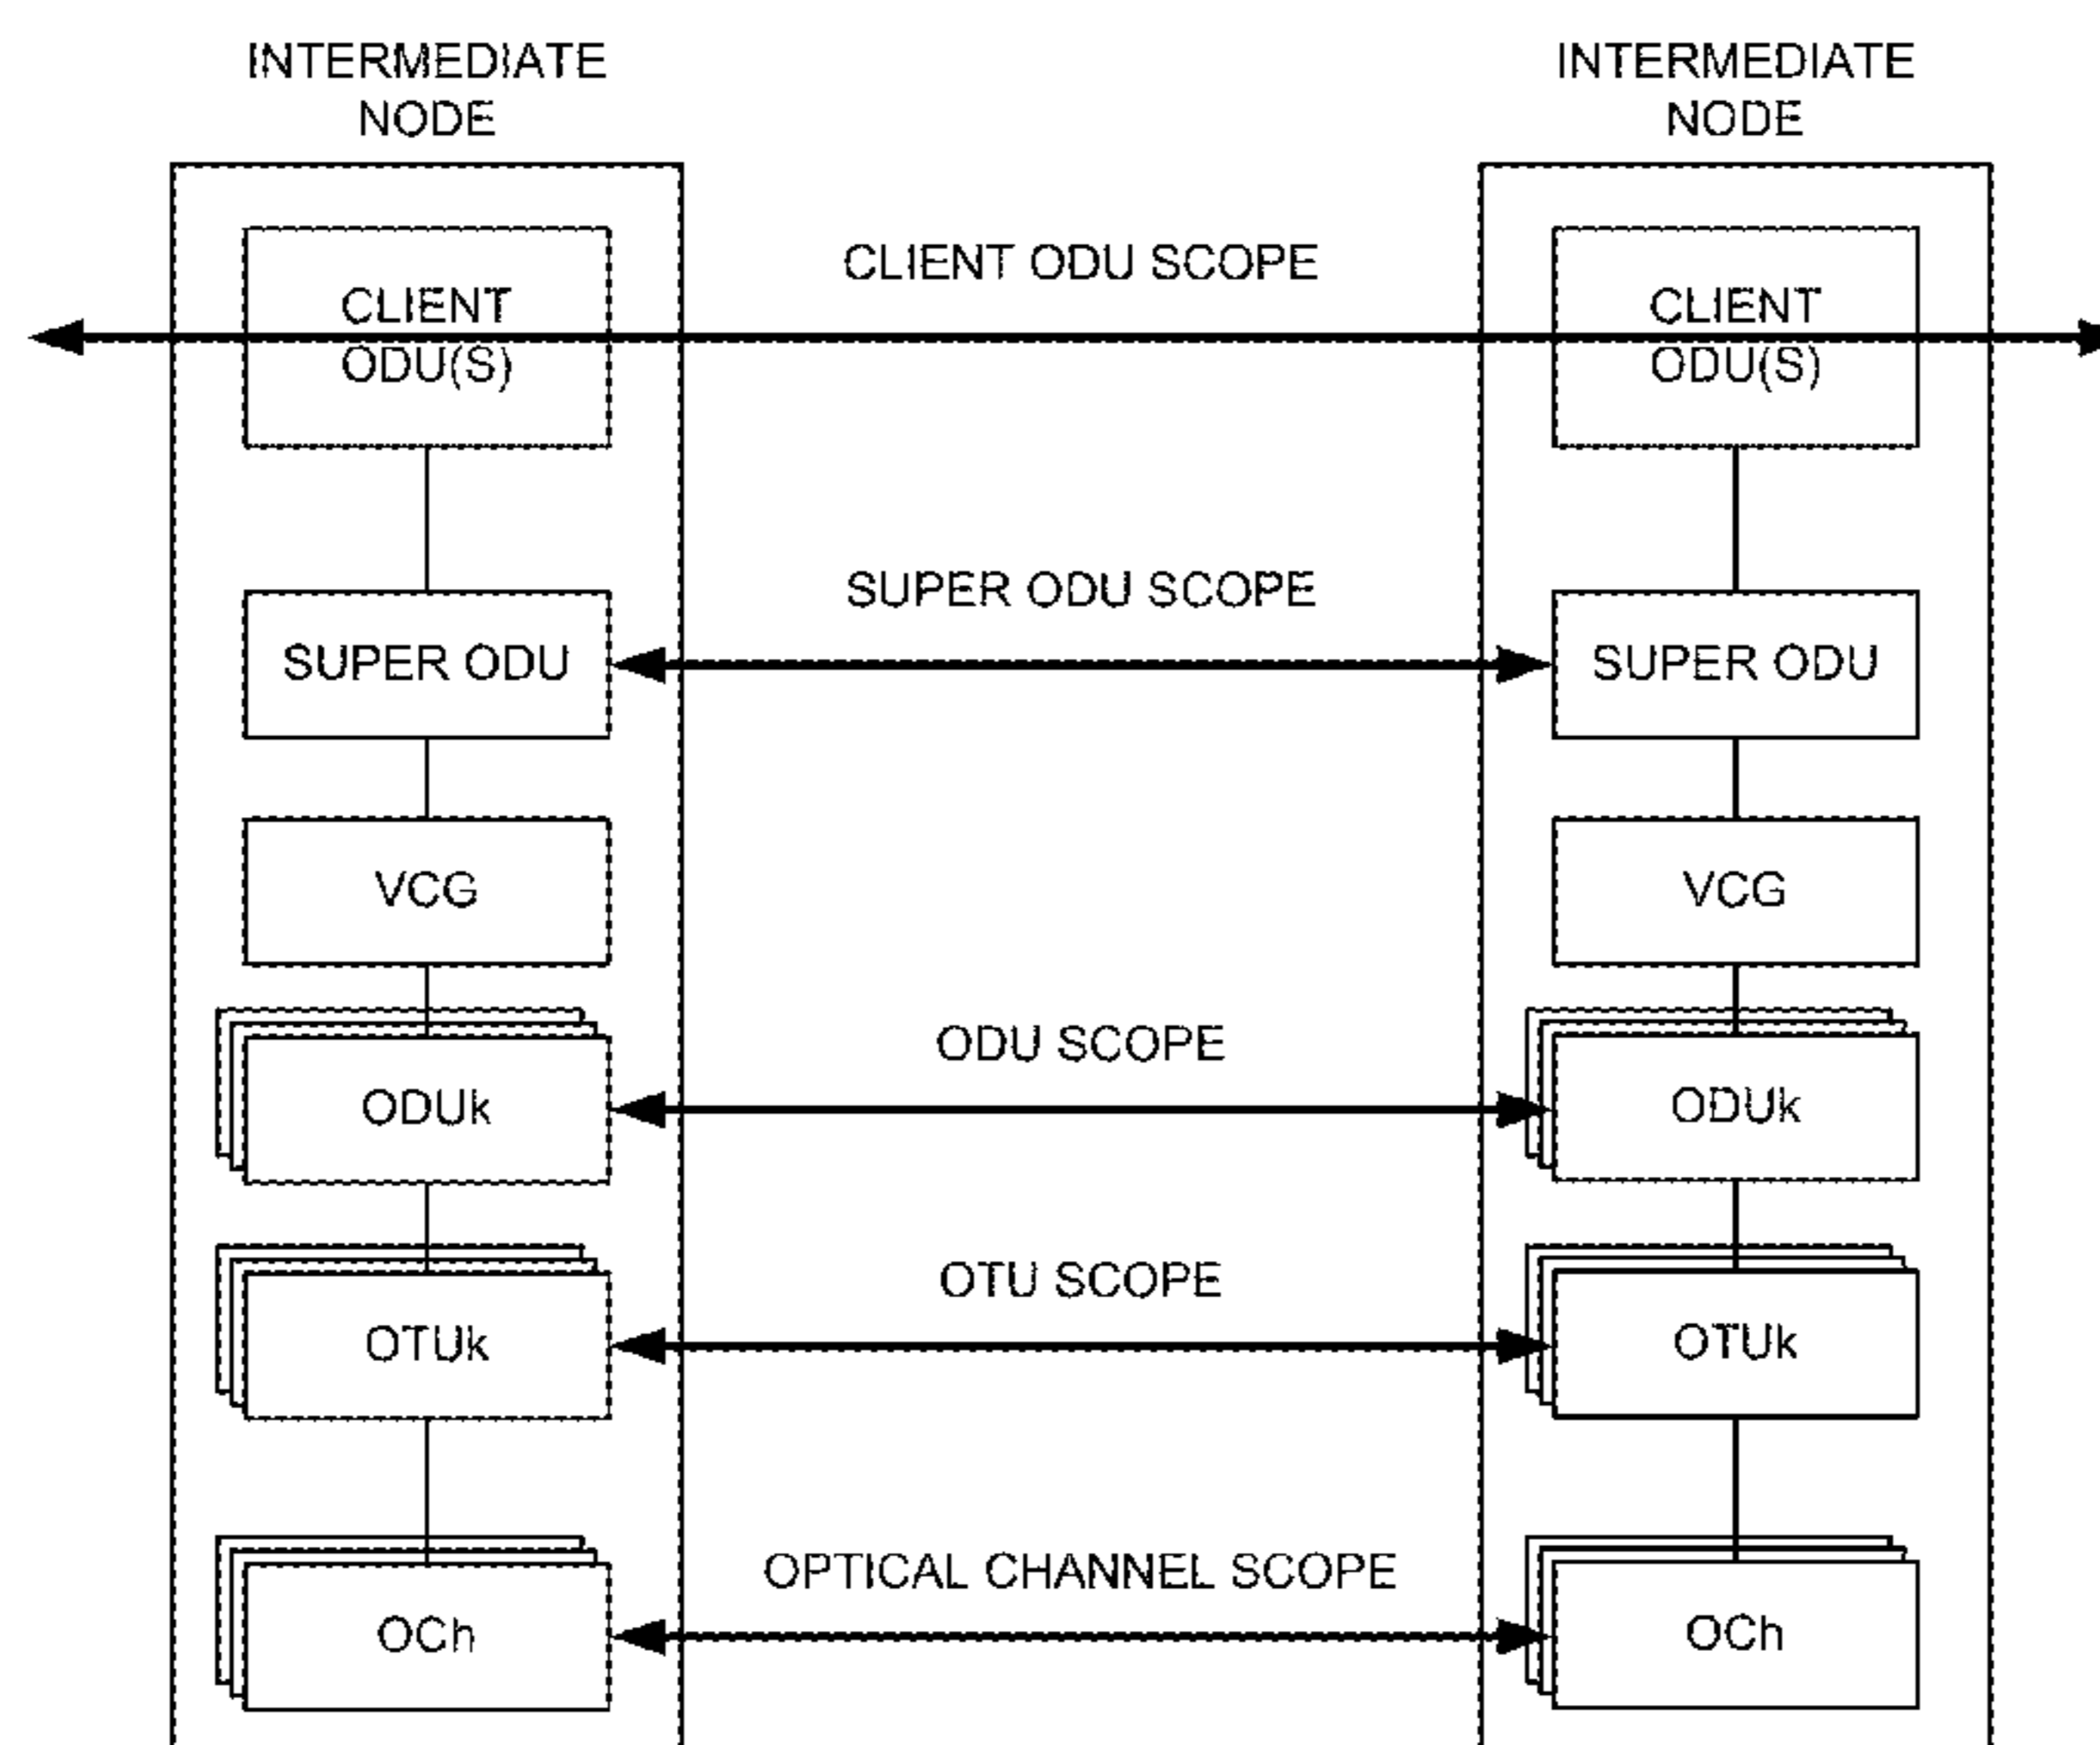 INTERMEDIATE
NODE
INTERMEDIATE
NODE
CLIENT ODU SCOPE
CLIENT
ODU(S)
CLIENT
ODU(S)
SUPER ODU SCOPE
SUPER ODU
SUPER ODU
VCG
VCG
ODU SCOPE
ODUk
ODUk
OTU SCOPE
OTUk
OTUk
OPTICAL CHANNEL SCOPE
OCh
OCh